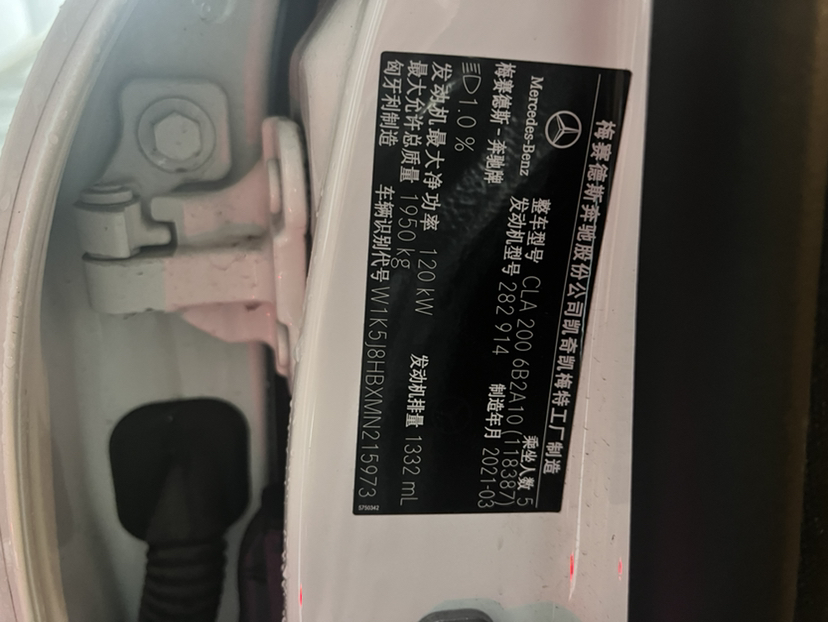 梅赛德斯奔驰股份公司凯奇凯梅特工厂制造
Mercedes-Benz
整车型号 CLA 200 6B2A10 (118387)
乘坐人数 5
梅赛德斯-奔驰牌
发动机型号 282 914
制造年月 2021-03
1.0 %
发动机最大净功率 120 kW
发动机排量 1332 mL
最大允许总质量 1950 kg
匈牙利制造
车辆识别代号 W1K5J8HBXMN215973
5750342